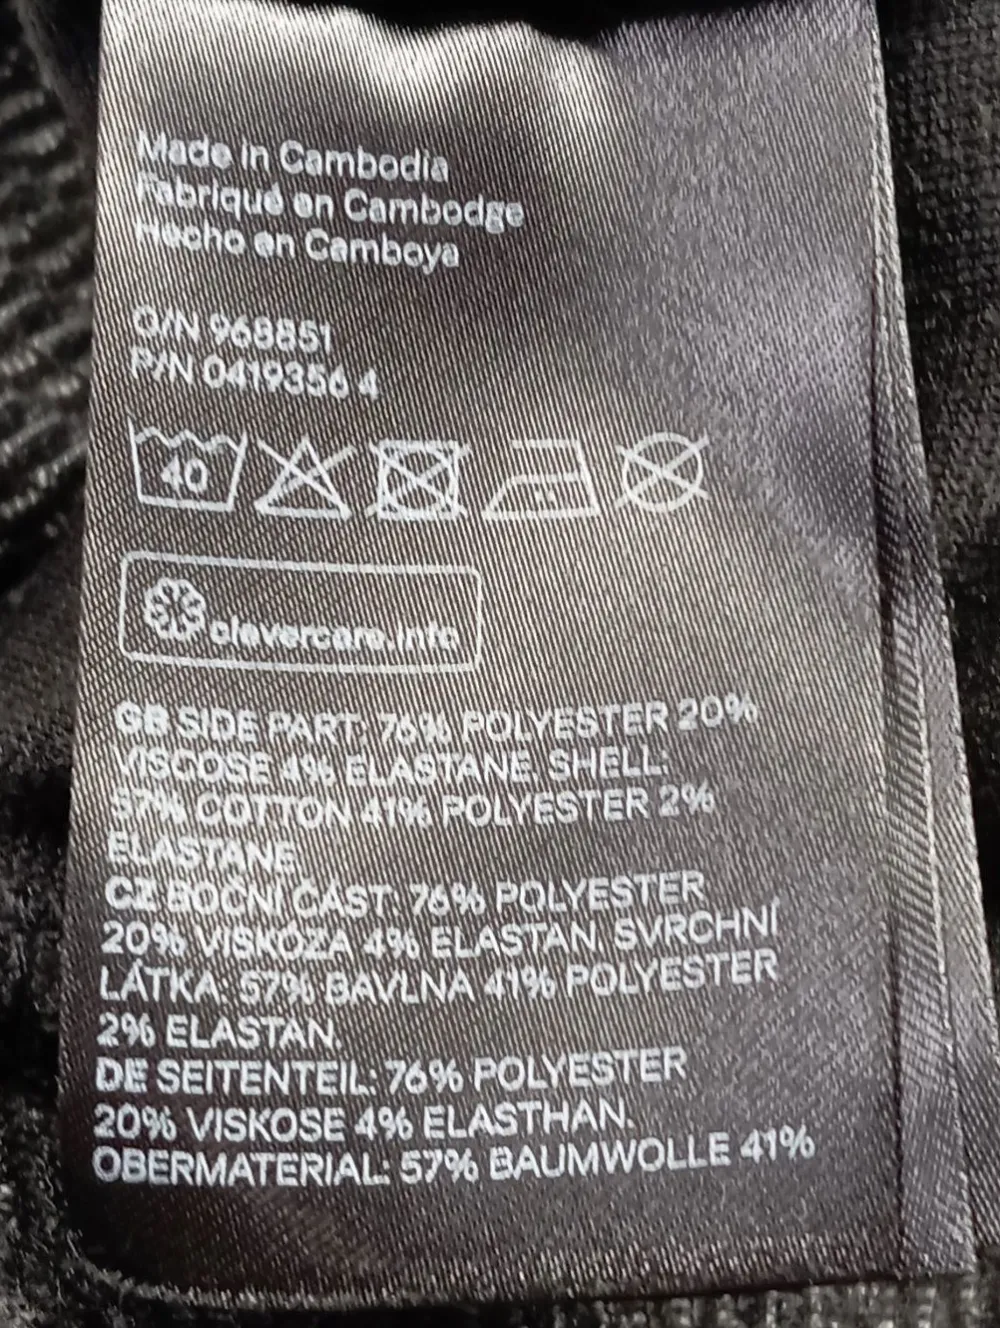 Made in Cambodia
Fabriqué en Cambodge
Hecho en Camboya
O/N 968851
P/N 0419356 4
40
clevercare.info
GB SIDE PART: 76% POLYESTER 20%
VISCOSE 4% ELASTANE. SHELL:
57% COTTON 41% POLYESTER 2%
ELASTANE
CZ BOČNÍ ČÁST: 76% POLYESTER
20% VISKÓZA 4% ELASTAN. SVRCHNÍ
LÁTKA: 57% BAVLNA 41% POLYESTER
2% ELASTAN.
DE SEITENTEIL: 76% POLYESTER
20% VISKOSE 4% ELASTHAN.
OBERMATERIAL: 57% BAUMWOLLE 41%